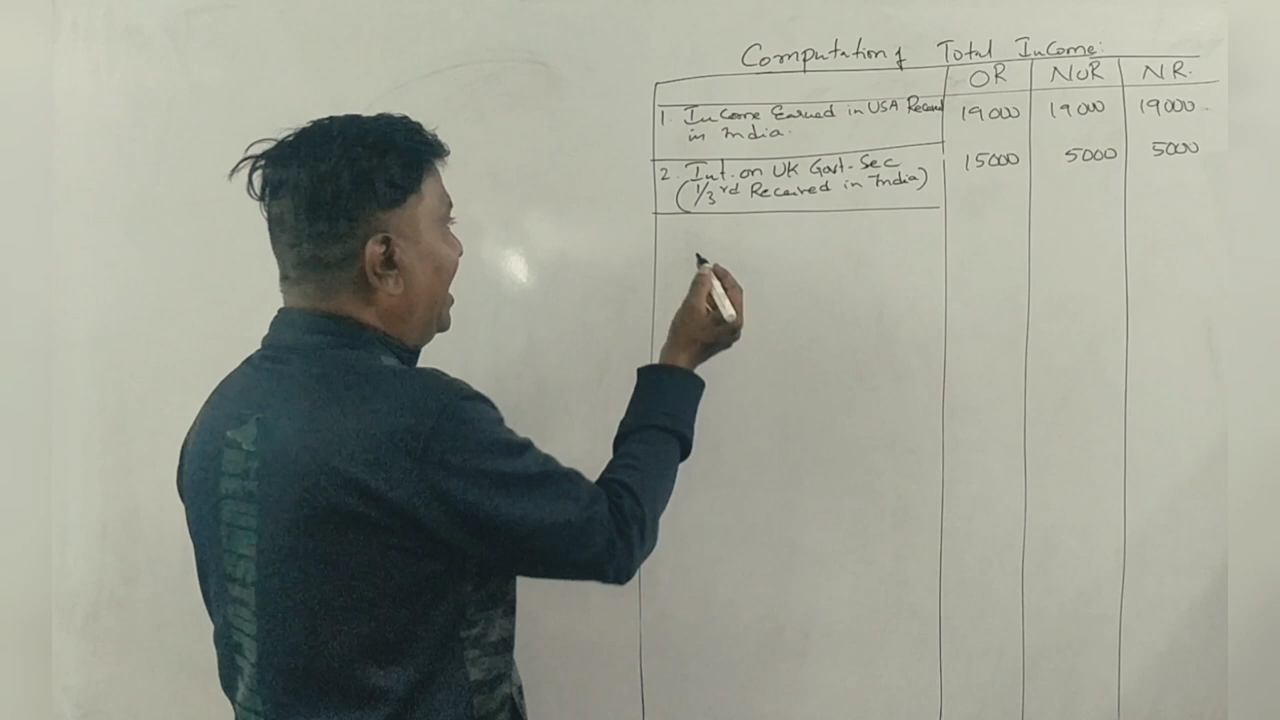 Computation of Total Income:
OR NOR NR.
1. Income Earned in USA Received 19000 19000 19000
in India.
2. Int. on UK Govt. Sec 15000 5000 5000
(1/3rd Received in India)